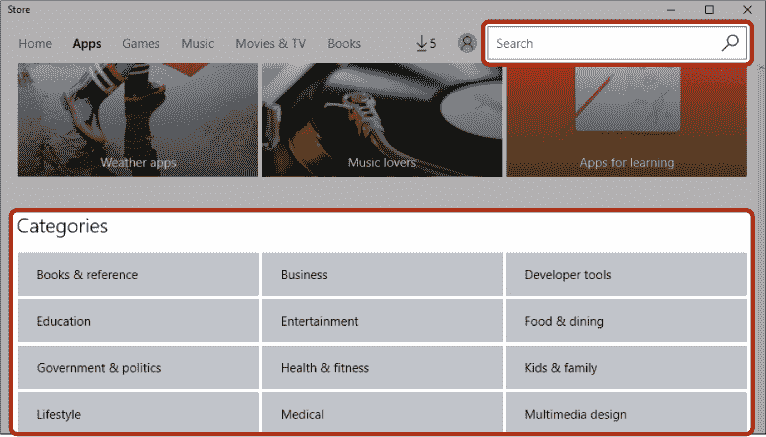 Store
Home Apps Games Music Movies & TV Books 5 Search
Weather apps Music lovers Apps for learning
Categories
Books & reference Business Developer tools
Education Entertainment Food & dining
Government & politics Health & fitness Kids & family
Lifestyle Medical Multimedia design